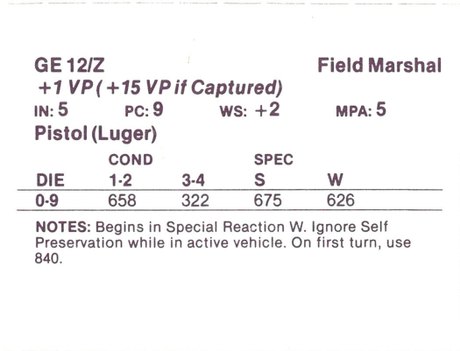 GE 12/Z Field Marshal
+1 VP ( +15 VP if Captured)
IN: 5 PC: 9 WS: +2 MPA: 5
Pistol (Luger)
COND SPEC
DIE 1-2 3-4 S W
0-9 658 322 675 626
NOTES: Begins in Special Reaction W. Ignore Self
Preservation while in active vehicle. On first turn, use
840.